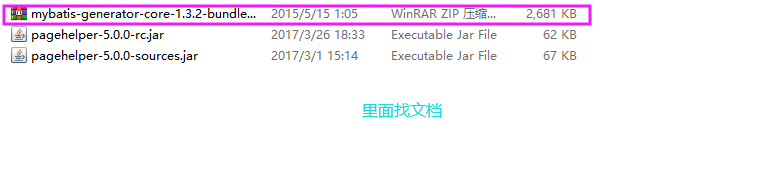 mybatis-generator-core-1.3.2-bundle... 2015/5/15 1:05 WinRAR ZIP 压缩... 2,681 KB
pagehelper-5.0.0-rc.jar 2017/3/26 18:33 Executable Jar File 62 KB
pagehelper-5.0.0-sources.jar 2017/3/1 15:14 Executable Jar File 67 KB
里面找文档